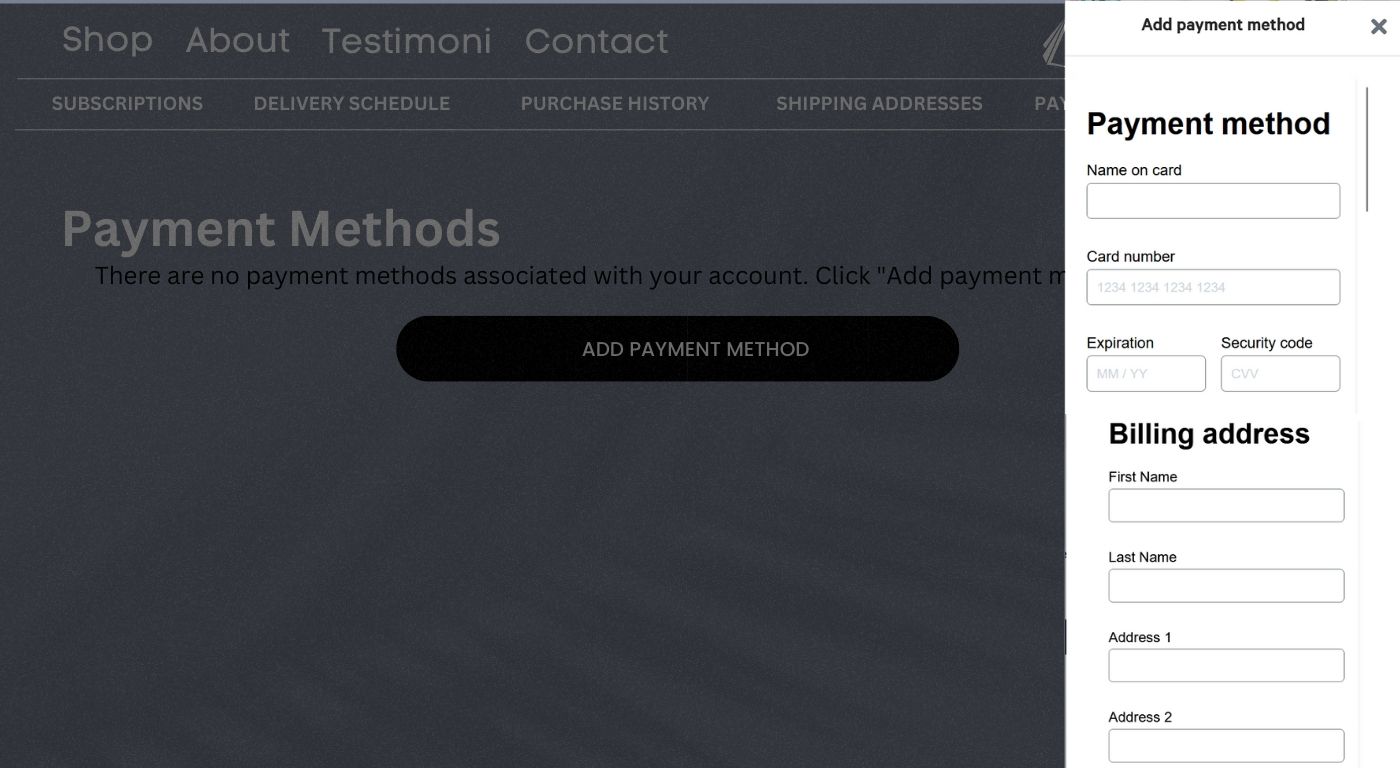 Shop About Testimoni Contact
SUBSCRIPTIONS DELIVERY SCHEDULE PURCHASE HISTORY SHIPPING ADDRESSES PAY
Payment Methods
There are no payment methods associated with your account. Click "Add payment m
ADD PAYMENT METHOD
Add payment method
Payment method
Name on card
Card number
1234 1234 1234 1234
Expiration Security code
MM / YY CVV
Billing address
First Name
Last Name
Address 1
Address 2